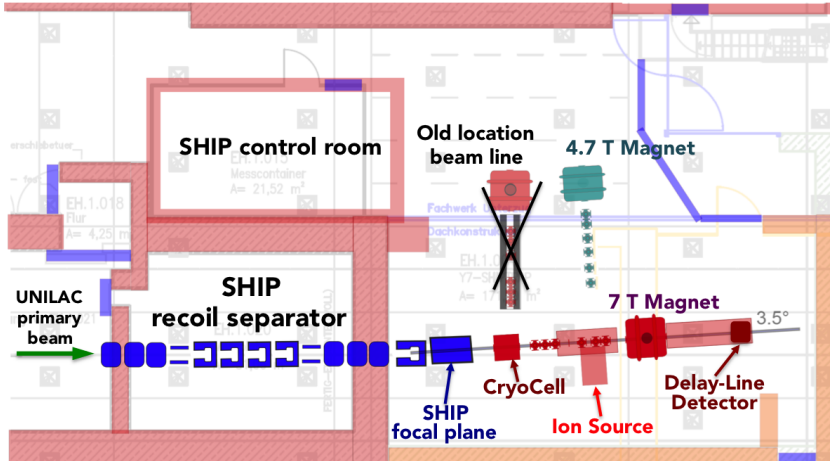 SHIP control room
EH.1.015
Messcontainer
A= 21,52 m²
Old location
beam line
4.7 T Magnet
EH.1.018
Flur
A= 4,25 m
Fachwerk
Dachkonstruk
UNILAC
primary
beam
SHIP
recoil separator
7 T Magnet
3.5°
CryoCell
SHIP
focal plane
Ion Source
Delay-Line
Detector